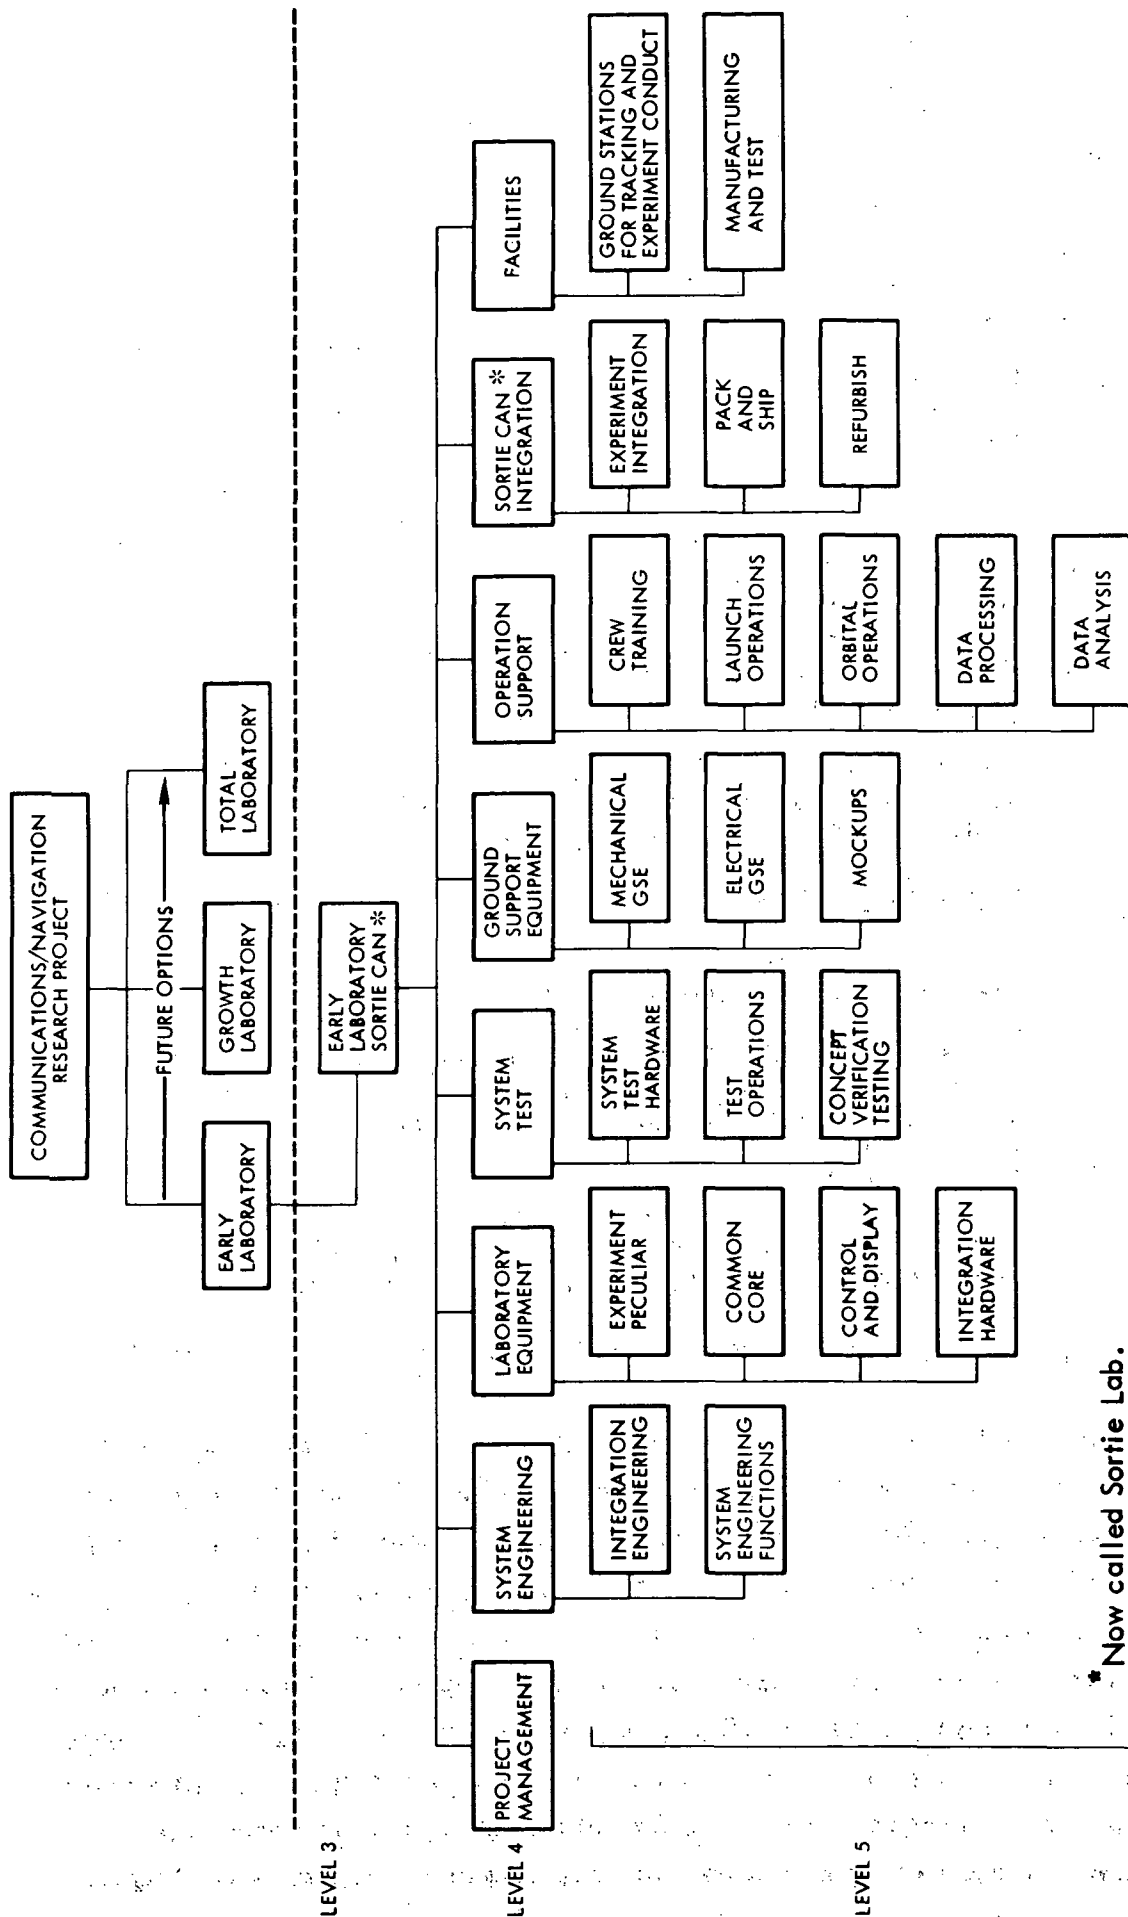 COMMUNICATIONS/NAVIGATION
RESEARCH PROJECT
FUTURE OPTIONS
EARLY
LABORATORY
GROWTH
LABORATORY
TOTAL
LABORATORY
LEVEL 3
EARLY
LABORATORY
SORTIE CAN *
LEVEL 4
PROJECT
MANAGEMENT
SYSTEM
ENGINEERING
LABORATORY
EQUIPMENT
SYSTEM
TEST
GROUND
SUPPORT
EQUIPMENT
OPERATION
SUPPORT
SORTIE CAN *
INTEGRATION
FACILITIES
LEVEL 5
INTEGRATION
ENGINEERING
SYSTEM
ENGINEERING
FUNCTIONS
EXPERIMENT
PECULIAR
COMMON
CORE
CONTROL
AND DISPLAY
INTEGRATION
HARDWARE
SYSTEM
TEST
HARDWARE
TEST
OPERATIONS
CONCEPT
VERIFICATION
TESTING
MECHANICAL
GSE
ELECTRICAL
GSE
MOCKUPS
CREW
TRAINING
LAUNCH
OPERATIONS
ORBITAL
OPERATIONS
DATA
PROCESSING
DATA
ANALYSIS
EXPERIMENT
INTEGRATION
PACK
AND
SHIP
REFURBISH
GROUND STATIONS
FOR TRACKING AND
EXPERIMENT CONDUCT
MANUFACTURING
AND TEST
* Now called Sortie Lab.